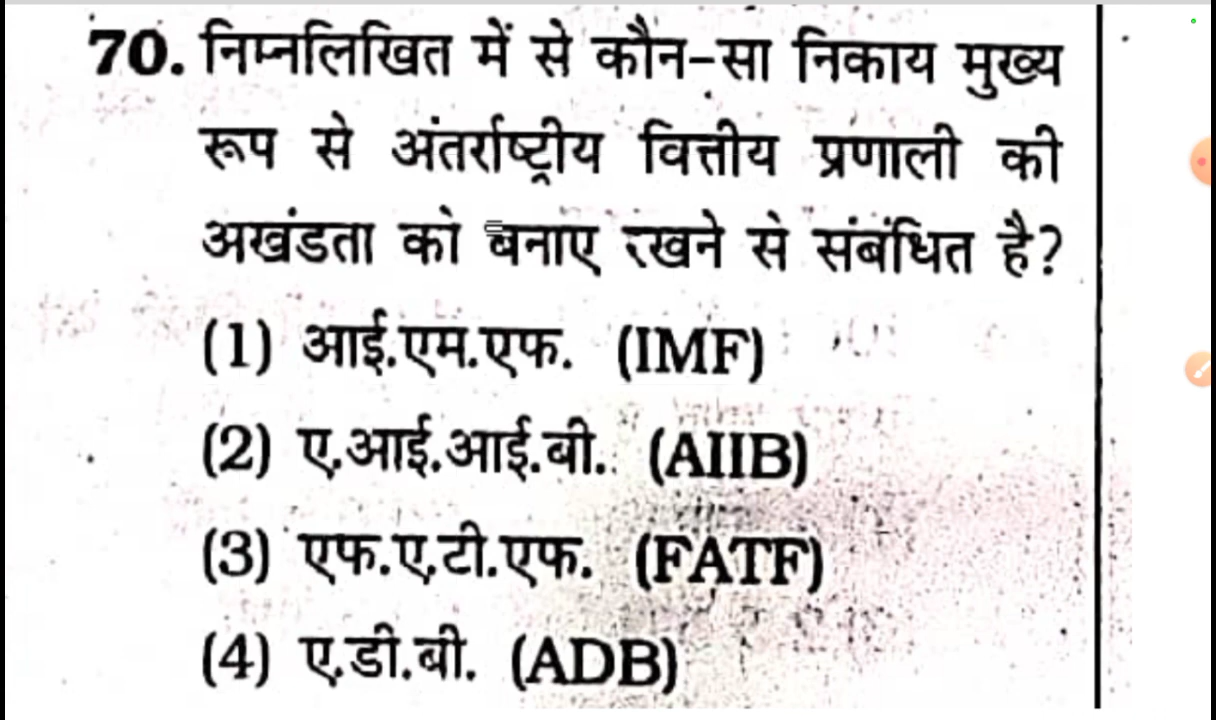 70. निम्नलिखित में से कौन-सा निकाय मुख्य
रूप से अंतर्राष्ट्रीय वित्तीय प्रणाली की
अखंडता को बनाए रखने से संबंधित है?
(1) आई.एम.एफ. (IMF)
(2) ए.आई.आई.बी. (AIIB)
(3) एफ.ए.टी.एफ. (FATF)
(4) ए.डी.बी. (ADB)